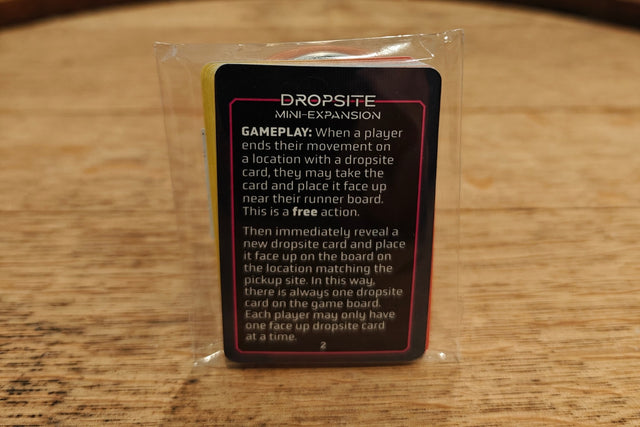 DROPSITE
MINI-EXPANSION
GAMEPLAY: When a player
ends their movement on
a location with a dropsite
card, they may take the
card and place it face up
near their runner board.
This is a free action.
Then immediately reveal a
new dropsite card and place
it face up on the board on
the location matching the
pickup site. In this way,
there is always one dropsite
card on the game board.
Each player may only have
one face up dropsite card
at a time.
2